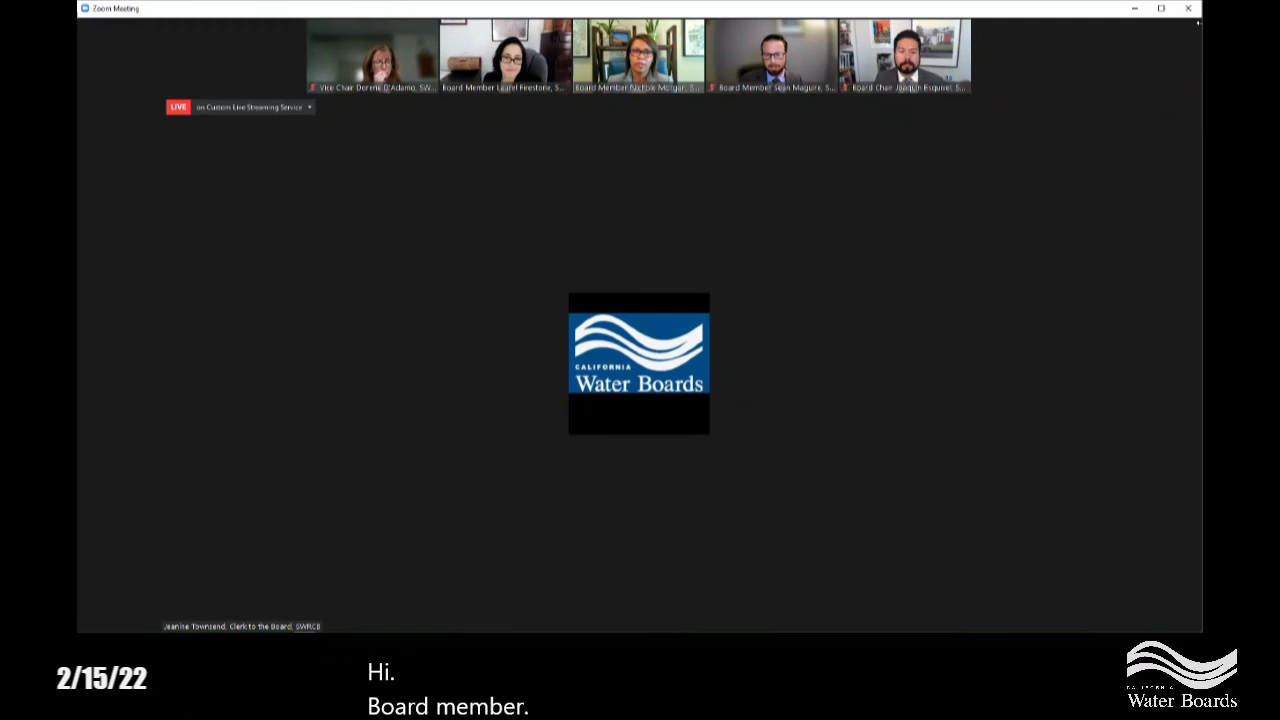 Zoom Meeting
Vice Chair Dorene D'Adamo, SW...
Board Member Laurel Firestone, S...
Board Member Nichole Morgan, S...
Board Member Sean Maguire, S...
Board Chair Joaquin Esquivel, S...
LIVE on Custom Live Streaming Service
CALIFORNIA
Water Boards
Jeanine Townsend, Clerk to the Board, SWRCB
2/15/22
Hi.
Board member.
CALIFORNIA
Water Boards